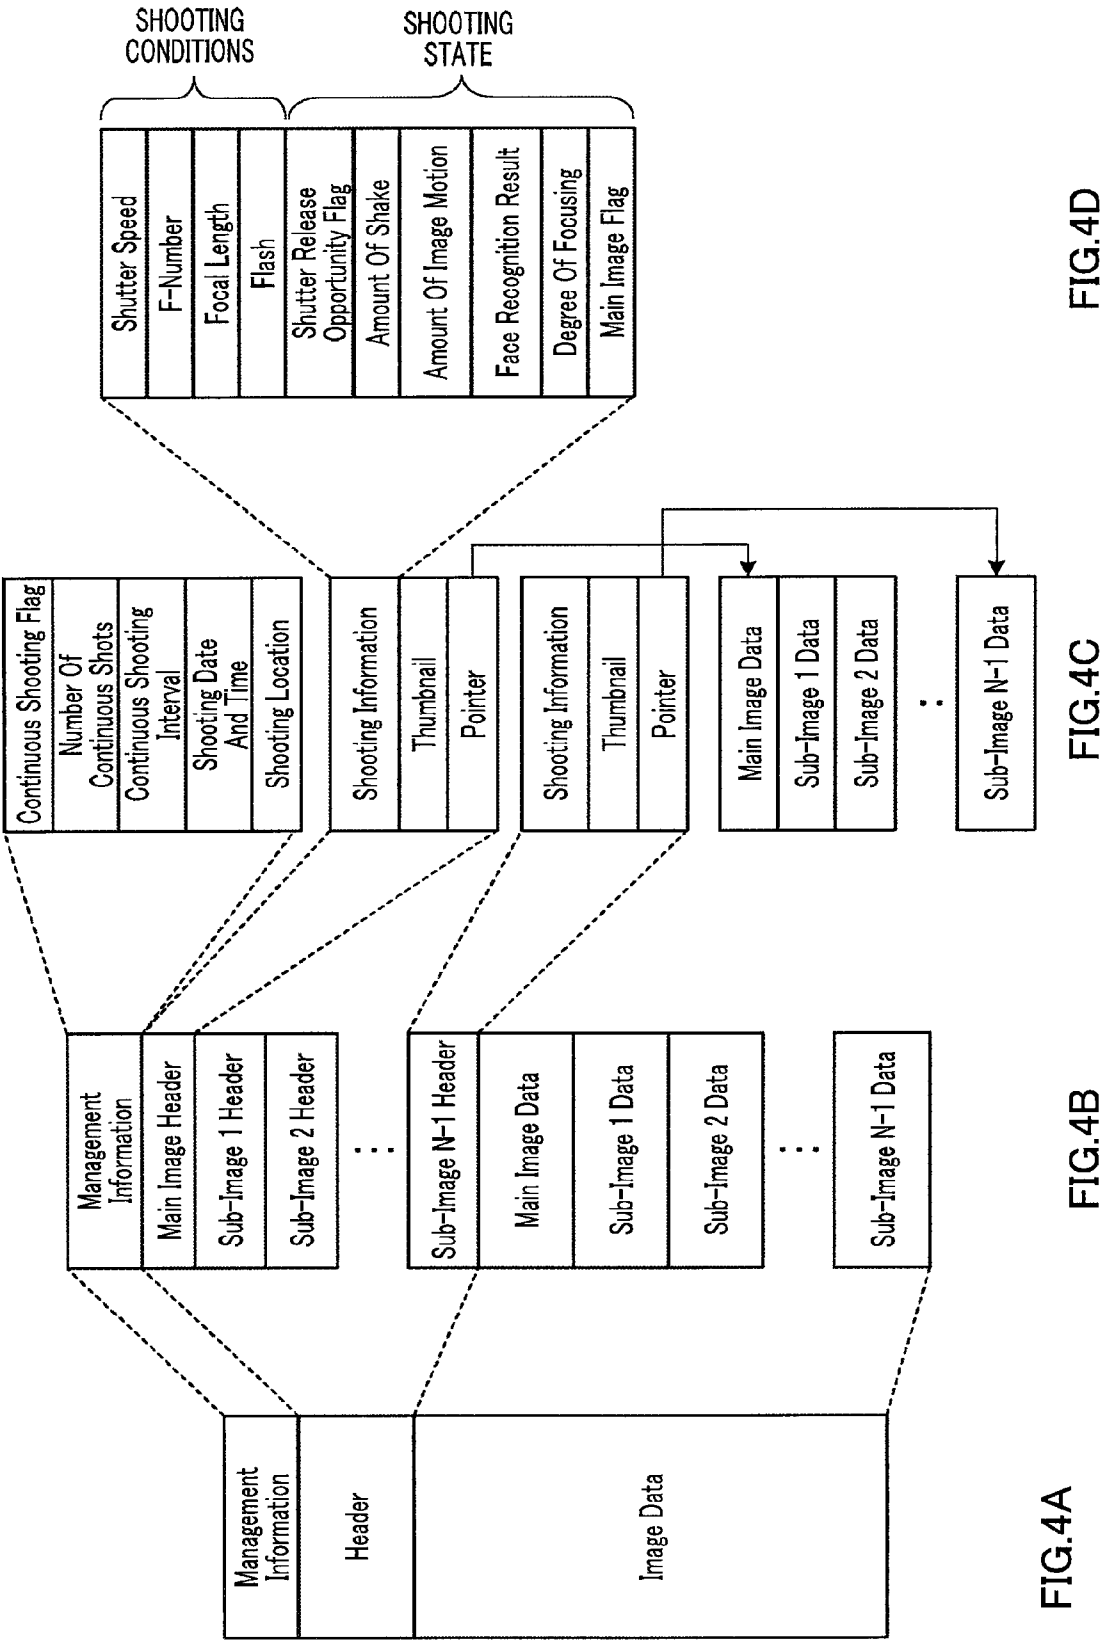 Management
Information
Header
Image Data
FIG.4A
Management
Information
Main Image Header
Sub-Image 1 Header
Sub-Image 2 Header
...
Sub-Image N-1 Header
Main Image Data
Sub-Image 1 Data
Sub-Image 2 Data
...
Sub-Image N-1 Data
FIG.4B
Continuous Shooting Flag
Number Of
Continuous Shots
Continuous Shooting
Interval
Shooting Date
And Time
Shooting Location
Shooting Information
Thumbnail
Pointer
Shooting Information
Thumbnail
Pointer
Main Image Data
Sub-Image 1 Data
Sub-Image 2 Data
..
Sub-Image N-1 Data
FIG.4C
SHOOTING
CONDITIONS
SHOOTING
STATE
Shutter Speed
F-Number
Focal Length
Flash
Shutter Release
Opportunity Flag
Amount Of Shake
Amount Of Image Motion
Face Recognition Result
Degree Of Focusing
Main Image Flag
FIG.4D